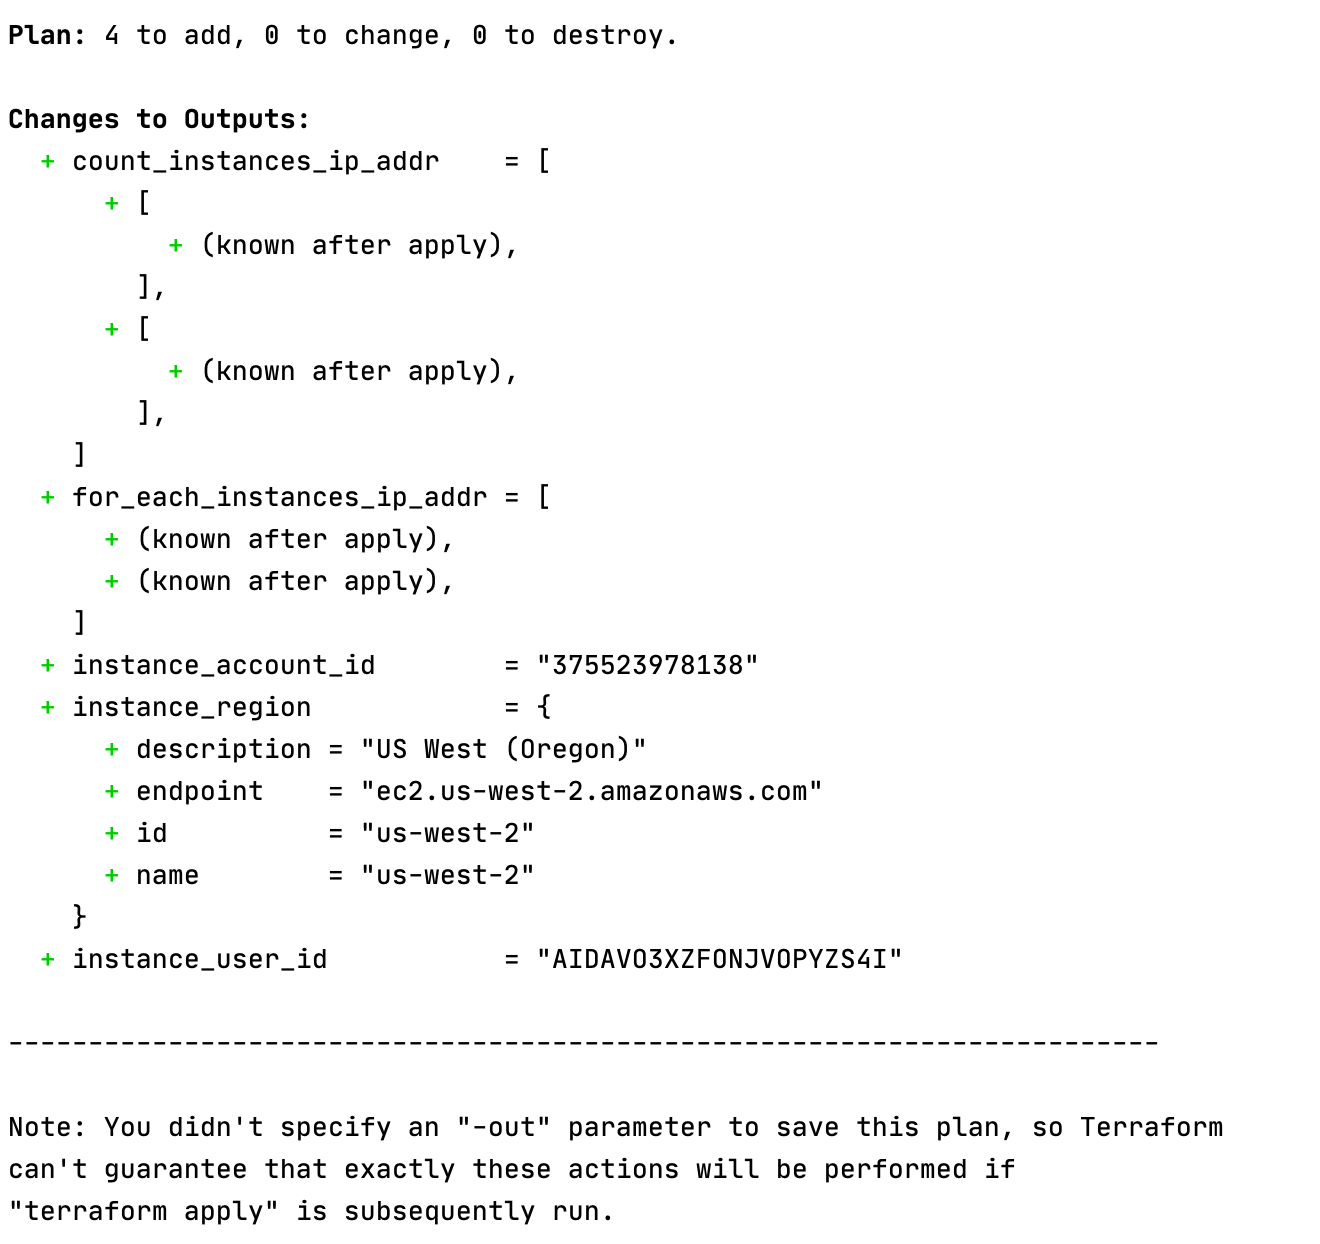 Plan: 4 to add, 0 to change, 0 to destroy.

Changes to Outputs:
  + count_instances_ip_addr    = [
      + [
          + (known after apply),
        ],
      + [
          + (known after apply),
        ],
    ]
  + for_each_instances_ip_addr = [
      + (known after apply),
      + (known after apply),
    ]
  + instance_account_id        = "375523978138"
  + instance_region            = {
      + description = "US West (Oregon)"
      + endpoint    = "ec2.us-west-2.amazonaws.com"
      + id          = "us-west-2"
      + name        = "us-west-2"
    }
  + instance_user_id           = "AIDAVO3XZFONJVOPYZS4I"

------------------------------------------------------------------------

Note: You didn't specify an "-out" parameter to save this plan, so Terraform
can't guarantee that exactly these actions will be performed if
"terraform apply" is subsequently run.